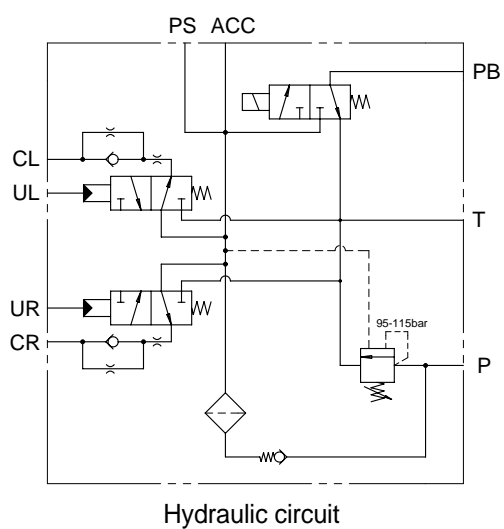 PS ACC
PB
CL
UL
T
UR
CR
95-115bar
P
Hydraulic circuit